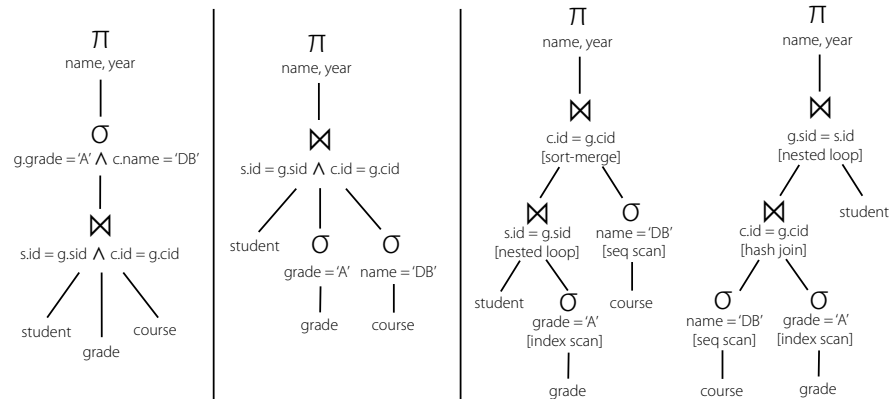 π
name, year
σ
g.grade = 'A' ∧ c.name = 'DB'
⋈
s.id = g.sid ∧ c.id = g.cid
student
grade
course
π
name, year
⋈
s.id = g.sid ∧ c.id = g.cid
student
σ
grade = 'A'
grade
σ
name = 'DB'
course
π
name, year
⋈
c.id = g.cid
[sort-merge]
⋈
s.id = g.sid
[nested loop]
student
σ
grade = 'A'
[index scan]
grade
σ
name = 'DB'
[seq scan]
course
π
name, year
⋈
g.sid = s.id
[nested loop]
⋈
c.id = g.cid
[hash join]
σ
name = 'DB'
[seq scan]
course
σ
grade = 'A'
[index scan]
grade
student